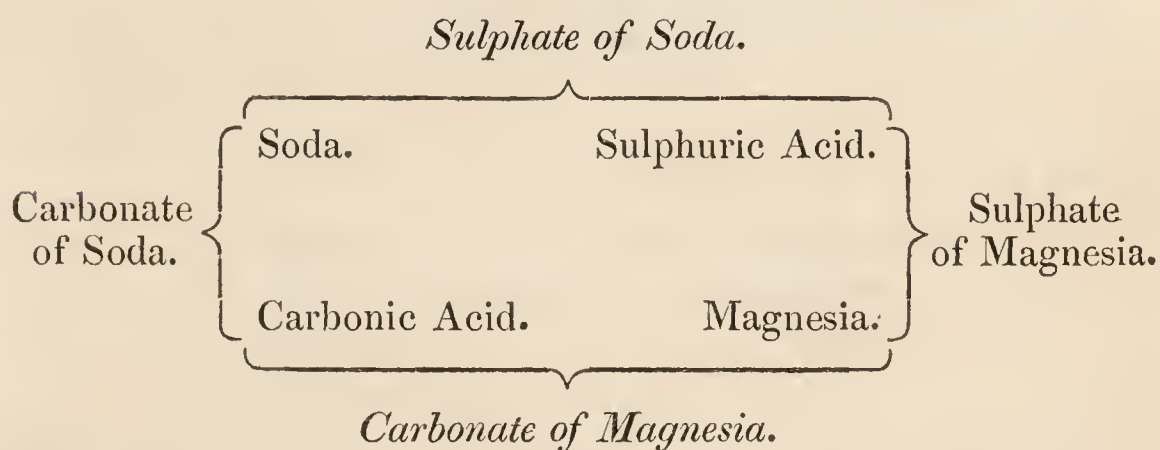 Sulphate of Soda.
Soda. Sulphuric Acid.
Carbonate
of Soda.
Sulphate
of Magnesia.
Carbonic Acid. Magnesia.
Carbonate of Magnesia.